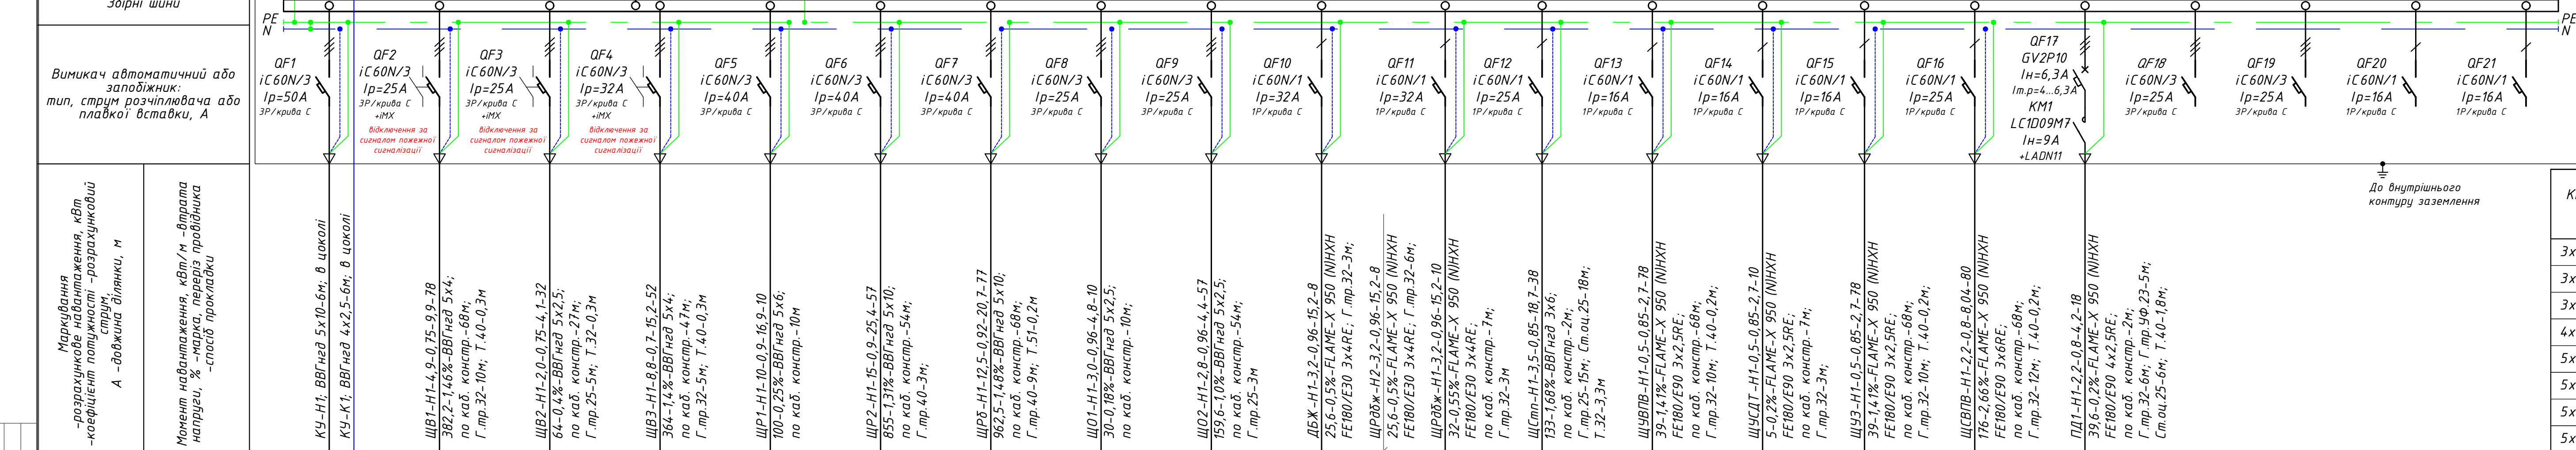 Збірні шини
PE
N
PE
N
Вимикач автоматичний або
запобіжник:
тип, струм розчіплювача або
плавкої вставки, А
QF1
iC60N/3
Iр=50А
3P/крива С
QF2
iC60N/3
Iр=25А
3P/крива С
+iMX
відключення за
сигналом пожежної
сигналізації
QF3
iC60N/3
Iр=25А
3P/крива С
+iMX
відключення за
сигналом пожежної
сигналізації
QF4
iC60N/3
Iр=32А
3P/крива С
+iMX
відключення за
сигналом пожежної
сигналізації
QF5
iC60N/3
Iр=40А
3P/крива С
QF6
iC60N/3
Iр=40А
3P/крива С
QF7
iC60N/3
Iр=40А
3P/крива С
QF8
iC60N/3
Iр=25А
3P/крива С
QF9
iC60N/3
Iр=25А
3P/крива С
QF10
iC60N/1
Iр=32А
1P/крива С
QF11
iC60N/1
Iр=32А
1P/крива С
QF12
iC60N/1
Iр=25А
1P/крива С
QF13
iC60N/1
Iр=16А
1P/крива С
QF14
iC60N/1
Iр=16А
1P/крива С
QF15
iC60N/1
Iр=16А
1P/крива С
QF16
iC60N/1
Iр=25А
1P/крива С
QF17
GV2P10
Iн=6,3А
Iт.р=4...6,3А
KM1
LC1D09M7
Iн=9А
+LADN11
QF18
iC60N/3
Iр=25А
3P/крива С
QF19
iC60N/3
Iр=25А
3P/крива С
QF20
iC60N/1
Iр=16А
1P/крива С
QF21
iC60N/1
Iр=16А
1P/крива С
До внутрішнього
контуру заземлення
Маркування
-розрахункове навантаження, кВт
-коефіцієнт потужності -розрахунковий
струм,
А -довжина ділянки, м
Момент навантаження, кВт/м -втрата
напруги, % -марка, переріз провідника
-спосіб прокладки
КУ-Н1; ВВГнгд 5х10-6м; в цоколі
КУ-К1; ВВГнгд 4х2,5-6м; в цоколі
ЩВ1-Н1-4,9-0,75-9,9-78
382,2-1,46%-ВВГнгд 5х4;
по каб. констр.-68м;
Г.тр.32-10м; Т.40-0,3м
ЩВ2-Н1-2,0-0,75-4,1-32
64-0,4%-ВВГнгд 5х2,5;
по каб. констр.-27м;
Г.тр.25-5м; Т.32-0,3м
ЩВ3-Н1-8,8-0,7-15,2-52
364-1,4%-ВВГнгд 5х4;
по каб. констр.-47м;
Г.тр.32-5м; Т.40-0,3м
ЩР1-Н1-10-0,9-16,9-10
100-0,25%-ВВГнгд 5х6;
по каб. констр.-10м
ЩР2-Н1-15-0,9-25,4-57
855-1,31%-ВВГнгд 5х10;
по каб. констр.-54м;
Г.тр.40-3м;
ЩРб-Н1-12,5-0,92-20,7-77
962,5-1,48%-ВВГнгд 5х10;
по каб. констр.-68м;
Г.тр.40-9м; Т.51-0,2м
ЩО1-Н1-3,0-0,96-4,8-10
30-0,18%-ВВГнгд 5х2,5;
по каб. констр.-10м;
ЩО2-Н1-2,8-0,96-4,4-57
159,6-1,0%-ВВГнгд 5х2,5;
по каб. констр.-54м;
Г.тр.25-3м
ДБЖ-Н1-3,2-0,96-15,2-8
25,6-0,5%-FLAME-X 950 (N)HXH
FE180/E30 3х4RE; Г.тр.32-3м;
ЩРдбж-Н2-3,2-0,96-15,2-8
25,6-0,5%-FLAME-X 950 (N)HXH
FE180/E30 3х4RE; Г.тр.32-6м;
ЩРдбж-Н1-3,2-0,96-15,2-10
32-0,55%-FLAME-X 950 (N)HXH
FE180/E30 3х4RE;
по каб. констр.-7м;
Г.тр.32-3м
ЩСтп-Н1-3,5-0,85-18,7-38
133-1,68%-ВВГнгд 3х6;
по каб. констр.-2м;
Г.тр.25-15м; Ст.оц.25-18м;
Т.32-3,3м
ЩУВПВ-Н1-0,5-0,85-2,7-78
39-1,41%-FLAME-X 950 (N)HXH
FE180/E90 3х2,5RE;
по каб. констр.-68м;
Г.тр.32-10м; Т.40-0,2м;
ЩУСДТ-Н1-0,5-0,85-2,7-10
5-0,2%-FLAME-X 950 (N)HXH
FE180/E90 3х2,5RE;
по каб. констр.-7м;
Г.тр.32-3м;
ЩУЗ-Н1-0,5-0,85-2,7-78
39-1,41%-FLAME-X 950 (N)HXH
FE180/E90 3х2,5RE;
по каб. констр.-68м;
Г.тр.32-10м; Т.40-0,2м;
ЩСВПВ-Н1-2,2-0,8-8,04-80
176-2,66%-FLAME-X 950 (N)HXH
FE180/E90 3х6RE;
по каб. констр.-68м;
Г.тр.32-12м; Т.40-0,2м;
ПД1-Н1-2,2-0,8-4,2-18
39,6-0,2%-FLAME-X 950 (N)HXH
FE180/E90 4х2,5RE;
по каб. констр.-2м;
Г.тр.32-6м; Г.тр.УФ.23-5м;
Ст.оц.25-6м; Т.40-1,8м;
3х
3х
3х
4х
5х
5х
5х
5х